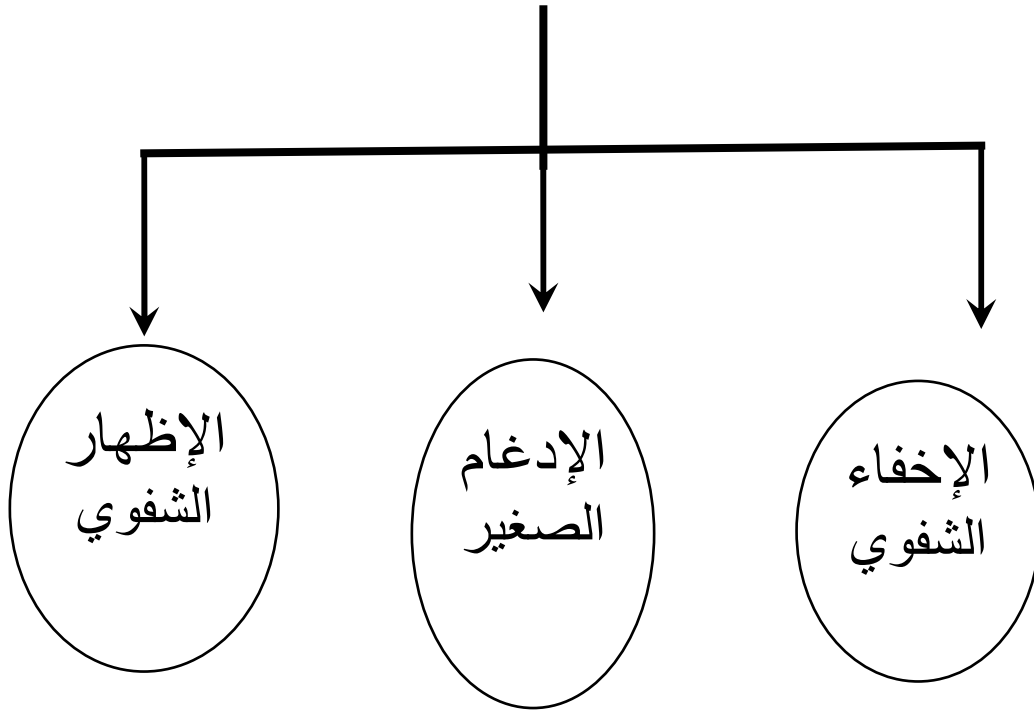 الإخفاء
الشفوي
الإدغام
الصغير
الإظهار
الشفوي